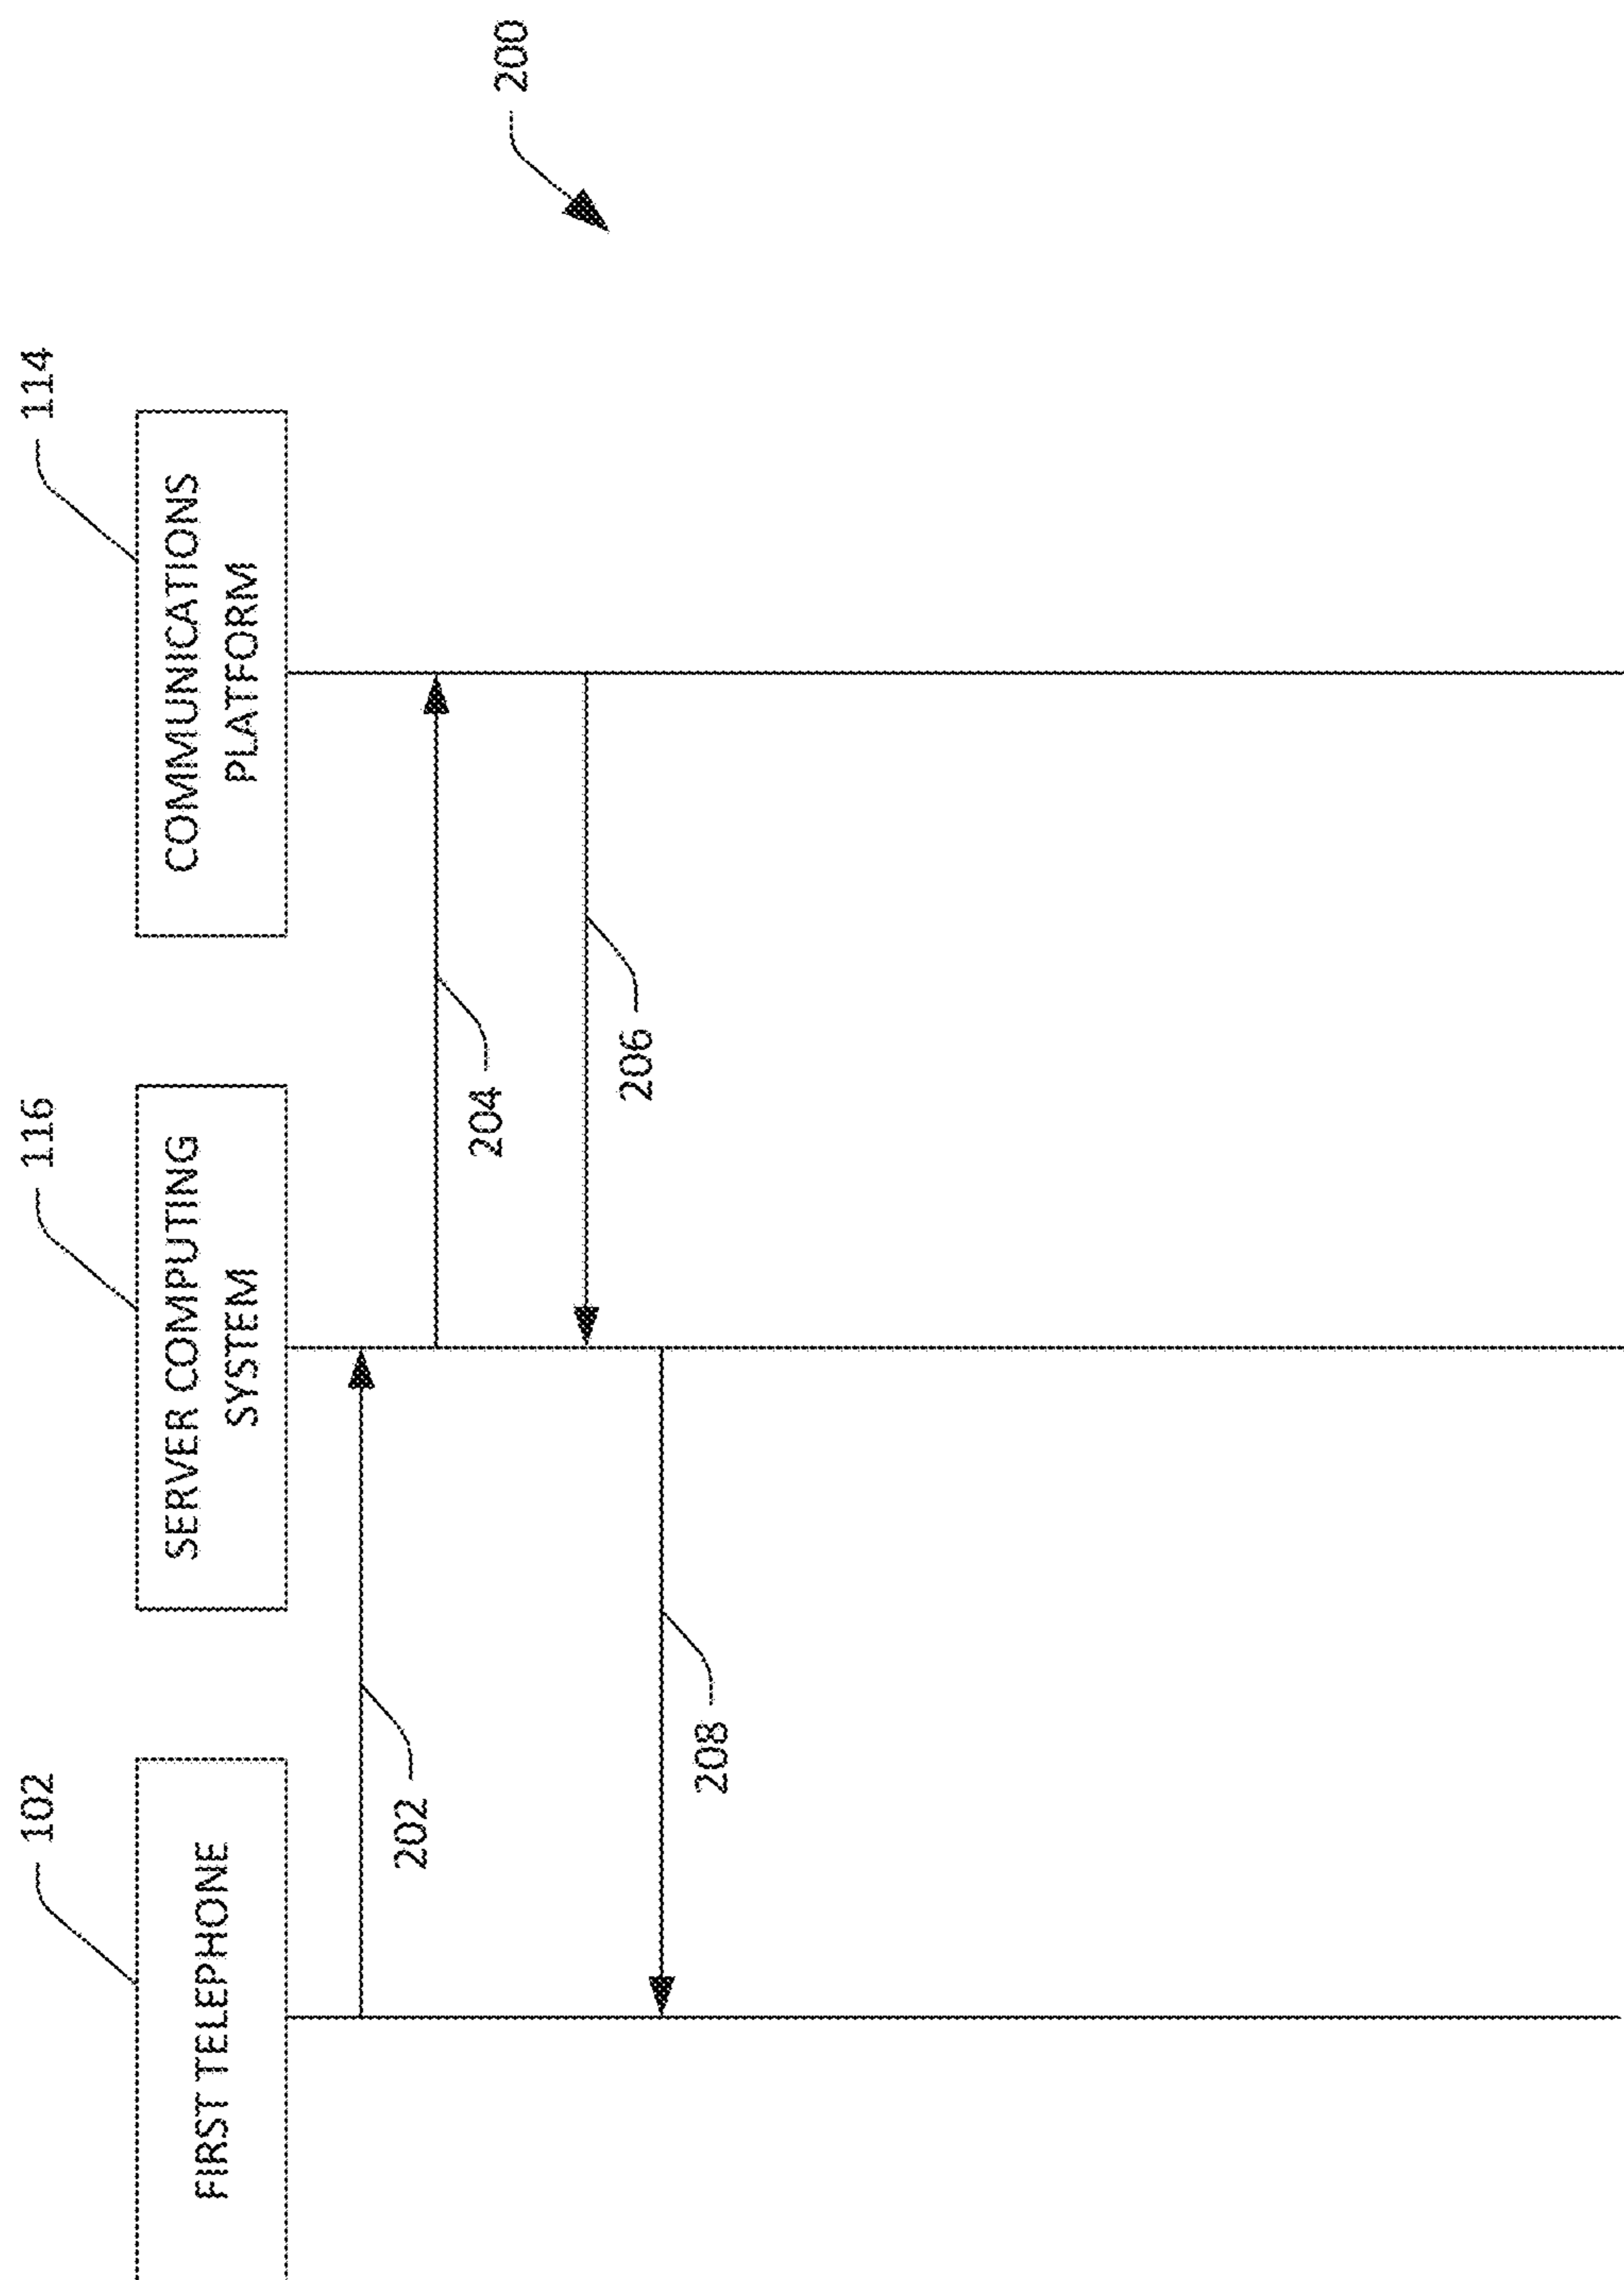 102
116
114
FIRST TELEPHONE
SERVER COMPUTING
SYSTEM
COMMUNICATIONS
PLATFORM
202
204
200
206
208